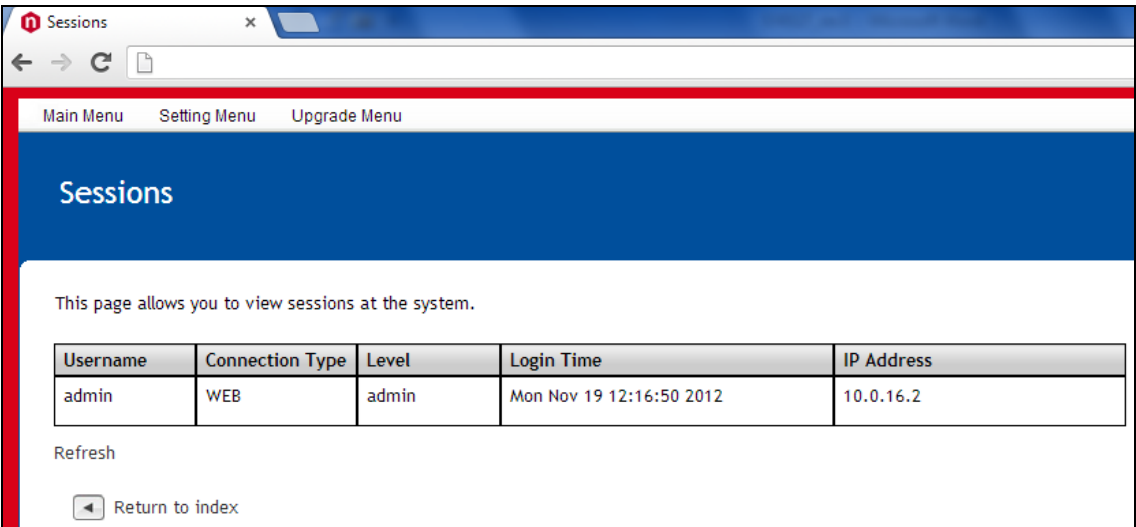 Sessions
Main Menu Setting Menu Upgrade Menu
Sessions
This page allows you to view sessions at the system.
Username Connection Type Level Login Time IP Address
admin WEB admin Mon Nov 19 12:16:50 2012 10.0.16.2
Refresh
Return to index